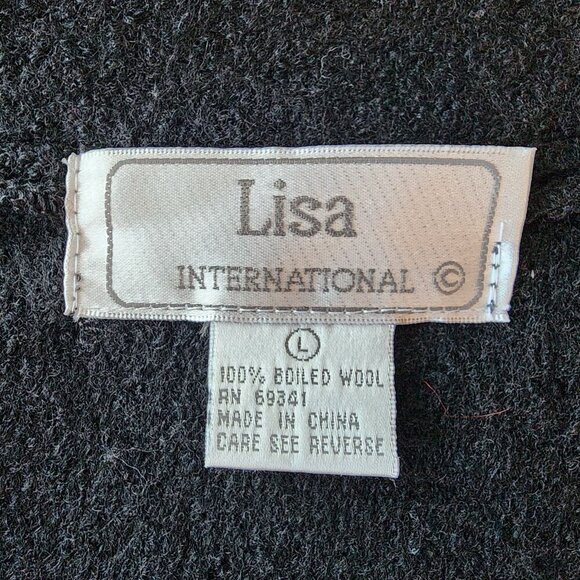 Lisa
INTERNATIONAL ©
L
100% BOILED WOOL
RN 69341
MADE IN CHINA
CARE SEE REVERSE